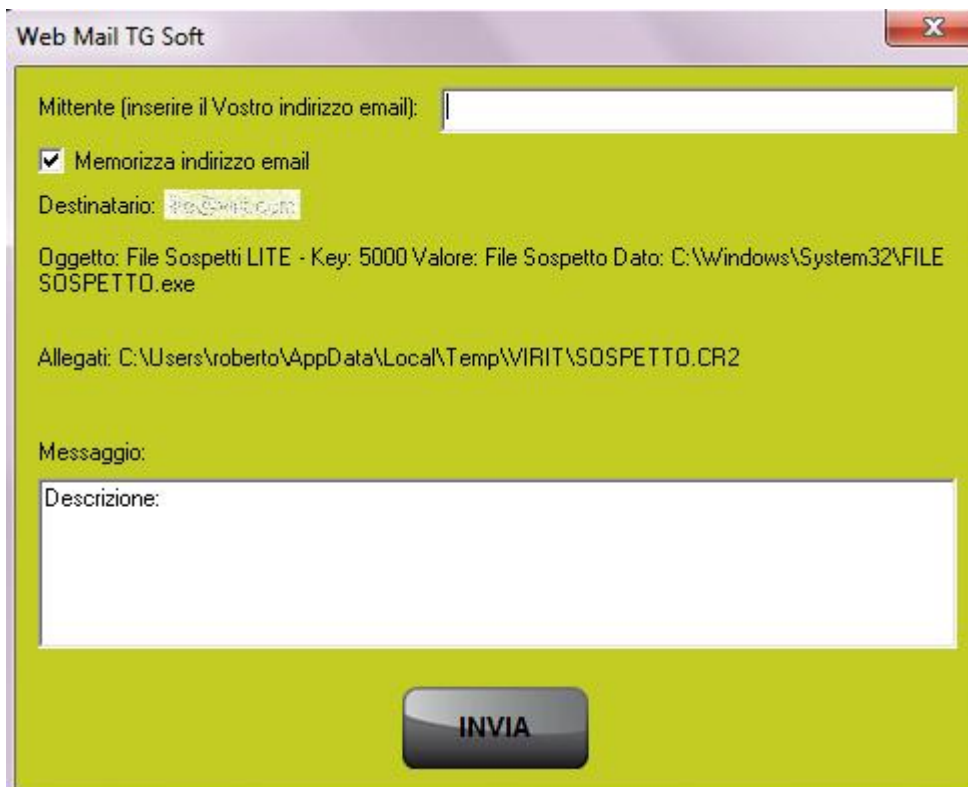 Web Mail TG Soft
Mittente (inserire il Vostro indirizzo email):
Memorizza indirizzo email
Destinatario:
Oggetto: File Sospetti LITE - Key: 5000 Valore: File Sospetto Dato: C:\Windows\System32\FILE
SOSPETTO.exe
Allegati: C:\Users\roberto\AppData\Local\Temp\VIRIT\SOSPETTO.CR2
Messaggio:
Descrizione:
INVIA